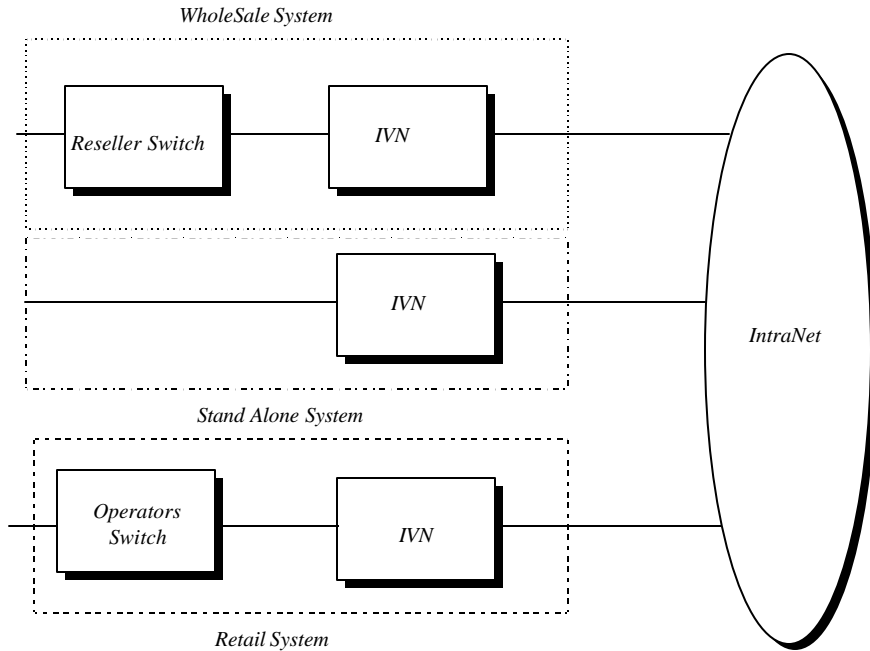 WholeSale System
Reseller Switch
IVN
IVN
IntraNet
Stand Alone System
Operators
Switch
IVN
Retail System